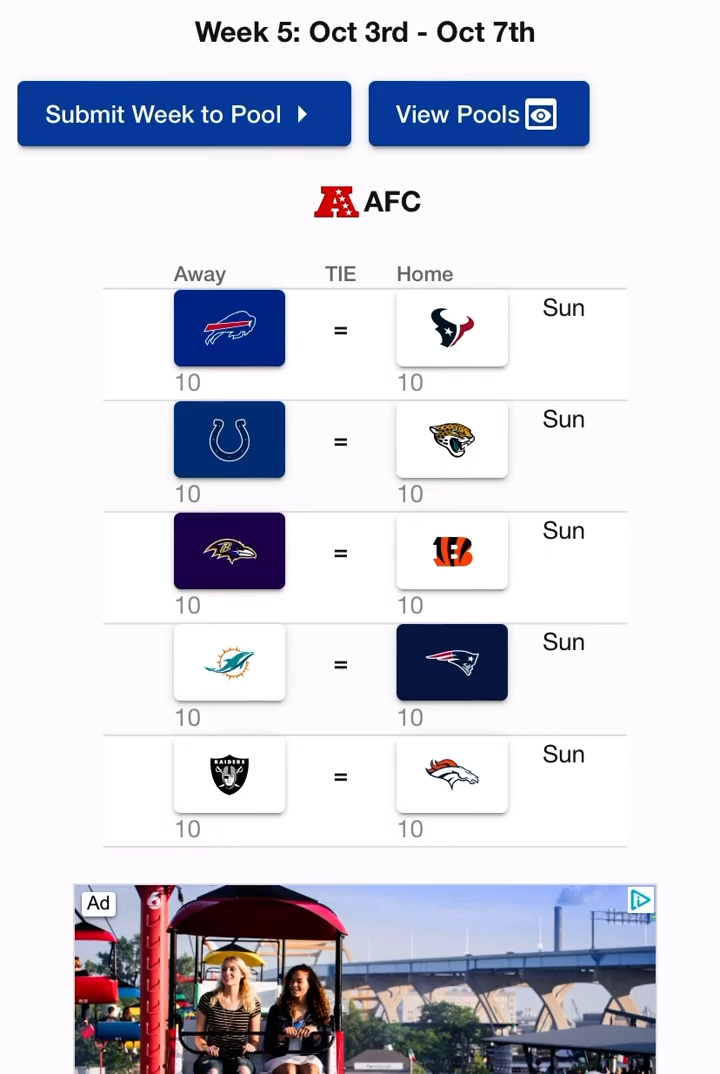 Week 5: Oct 3rd - Oct 7th
Submit Week to Pool
View Pools
AFC
Away TIE Home
= Sun
10 10
= Sun
10 10
B
= Sun
10 10
= Sun
10 10
RAIDERS
= Sun
10 10
Ad
6